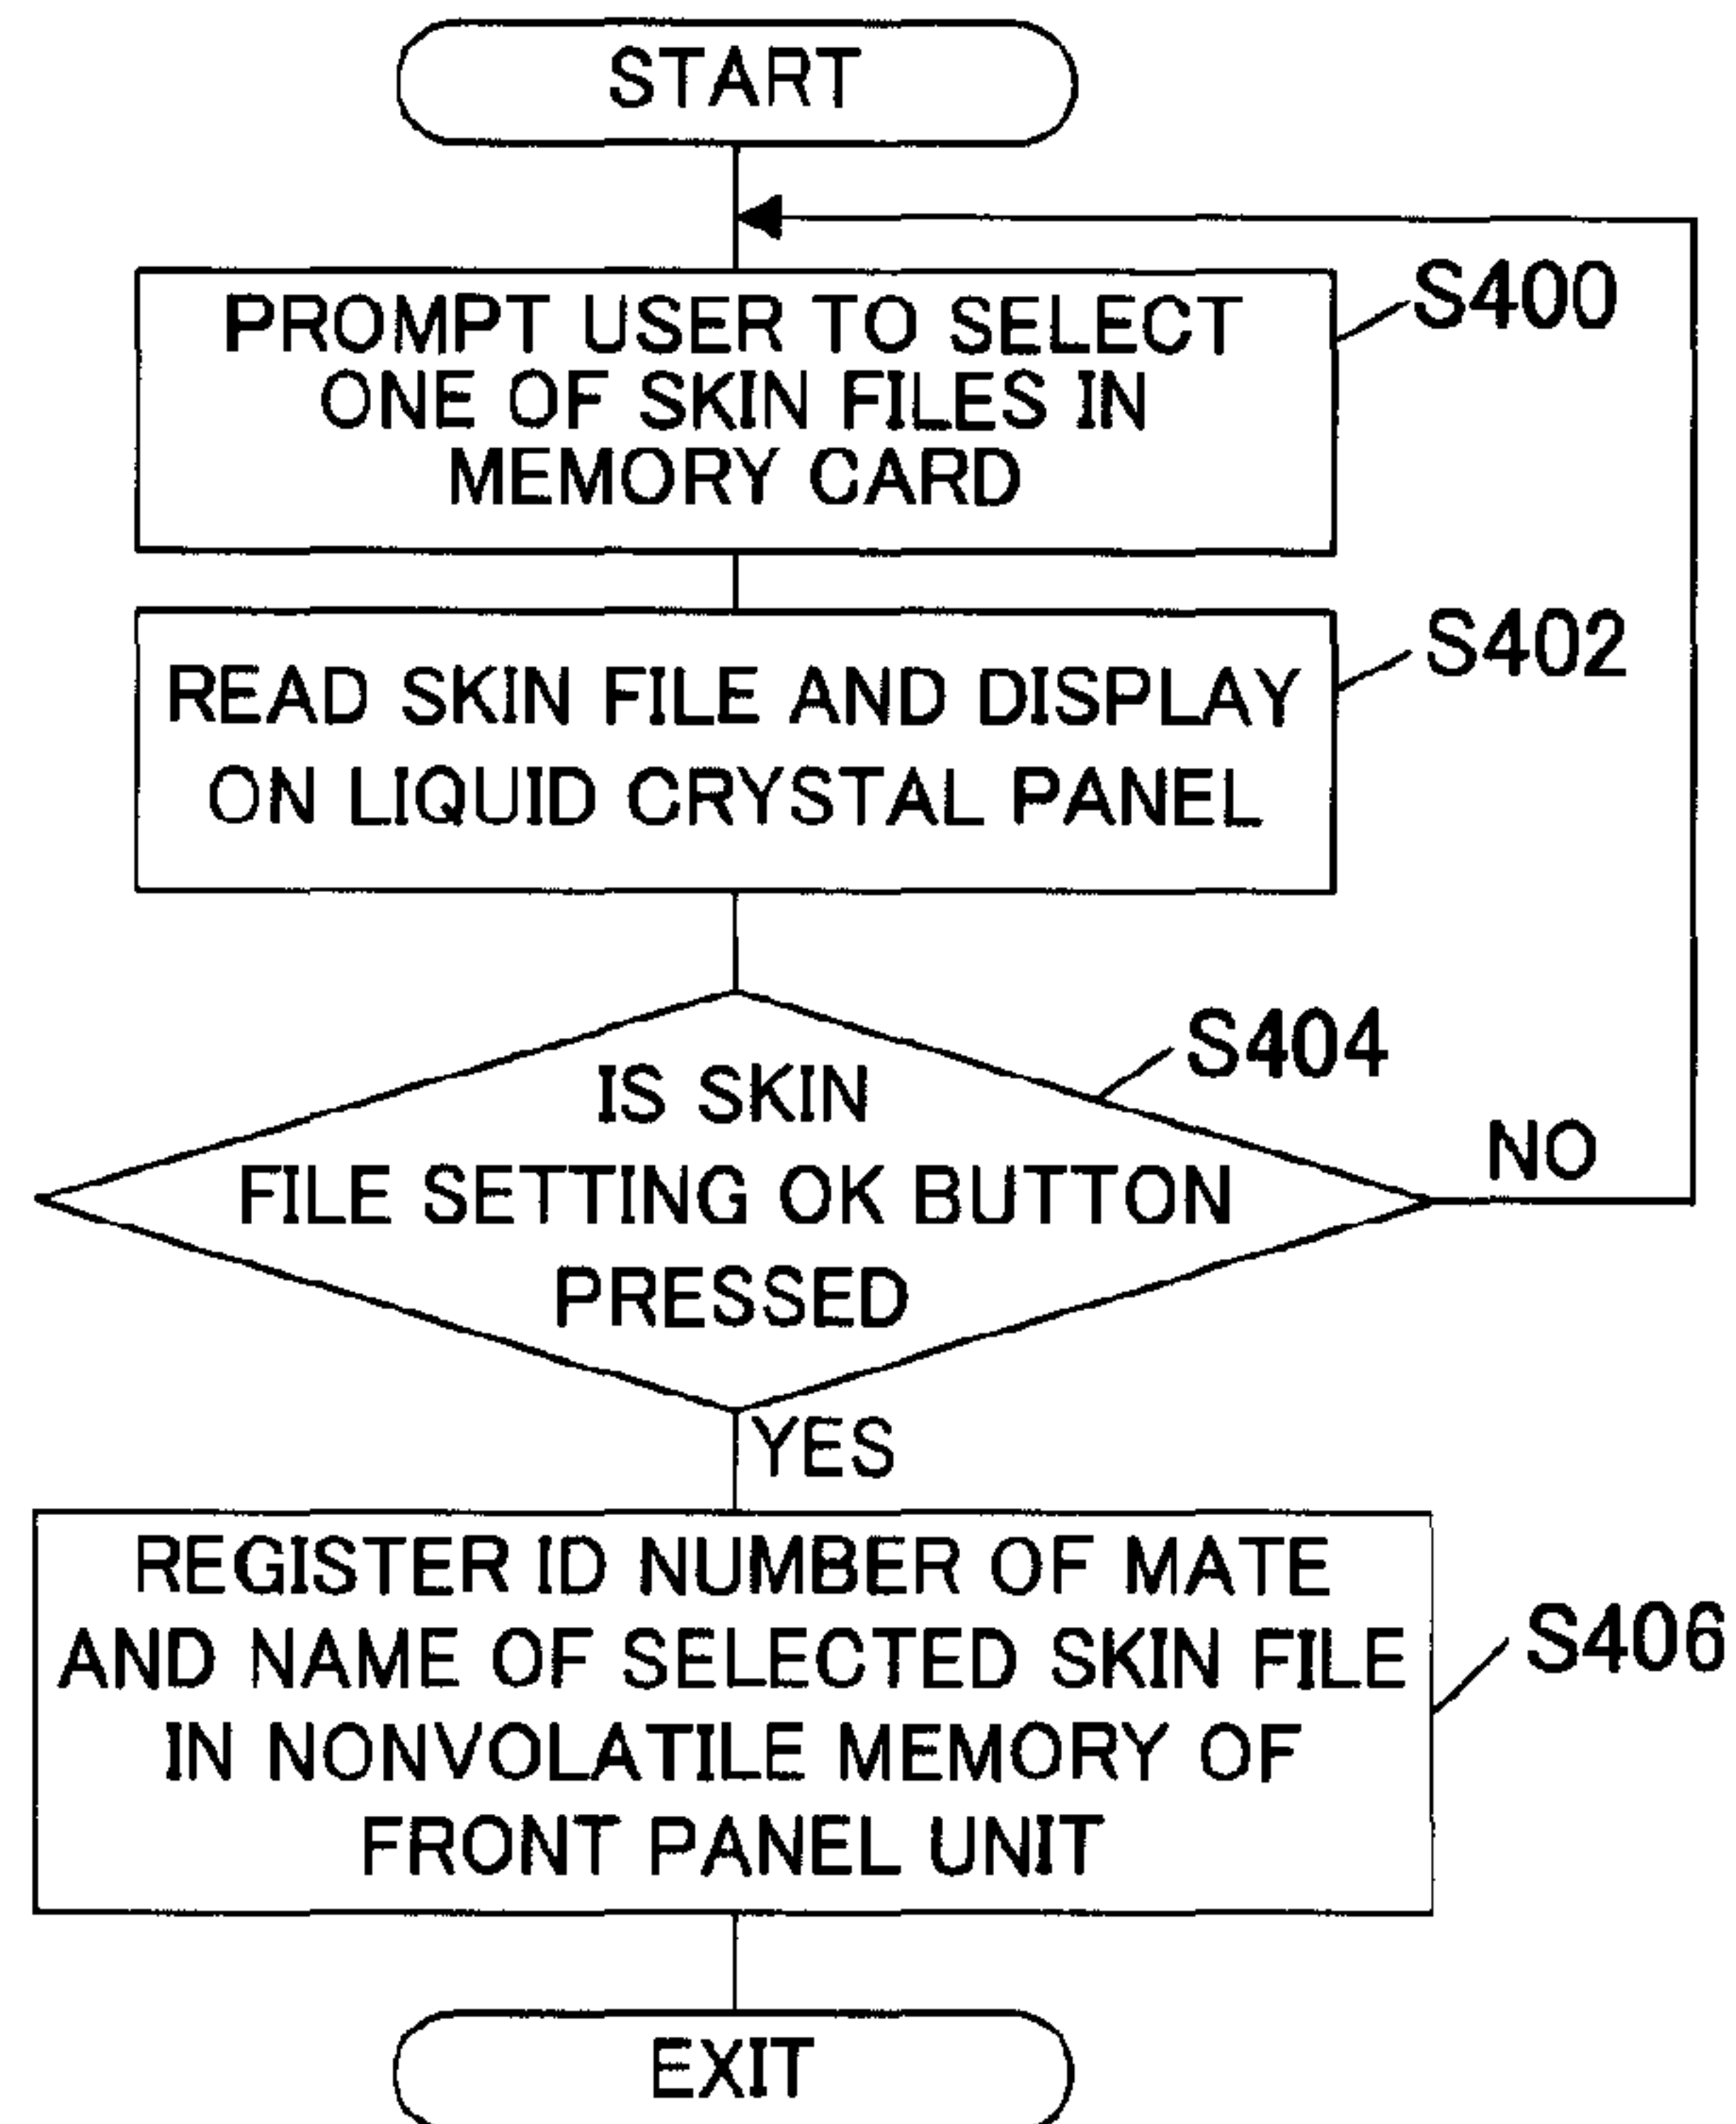 START
PROMPT USER TO SELECT
ONE OF SKIN FILES IN
MEMORY CARD
S400
READ SKIN FILE AND DISPLAY
ON LIQUID CRYSTAL PANEL
S402
IS SKIN
FILE SETTING OK BUTTON
PRESSED
S404
NO
YES
REGISTER ID NUMBER OF MATE
AND NAME OF SELECTED SKIN FILE
IN NONVOLATILE MEMORY OF
FRONT PANEL UNIT
S406
EXIT